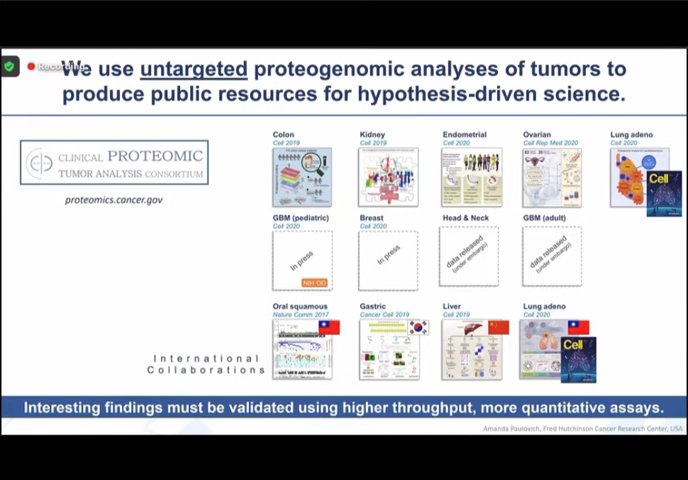 Recording
We use untargeted proteogenomic analyses of tumors to
produce public resources for hypothesis-driven science.
CLINICAL PROTEOMIC
TUMOR ANALYSIS CONSORTIUM
proteomics.cancer.gov
Colon
Cell 2019
Kidney
Cell 2019
Endometrial
Cell 2020
Ovarian
Cell Rep Med 2020
Lung adeno
Cell 2020
Cell
GBM (pediatric)
Cell 2020
In press
NIH OD
Breast
Cell 2020
In press
Head & Neck
data released
(under embargo)
GBM (adult)
data released
(under embargo)
International
Collaborations
Oral squamous
Nature Comm 2017
Gastric
Cancer Cell 2019
Liver
Cell 2019
Lung adeno
Cell 2020
Cell
Interesting findings must be validated using higher throughput, more quantitative assays.
Amanda Paulovich, Fred Hutchinson Cancer Research Center, USA